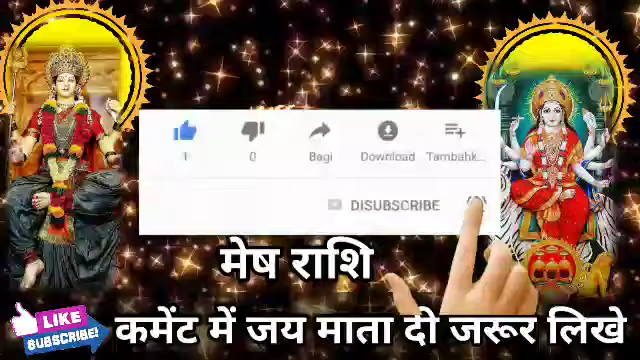 1 0 Bagi Download Tambahk...
DISUBSCRIBE
मेष राशि
LIKE
SUBSCRIBE!
कमेंट में जय माता दी जरूर लिखे